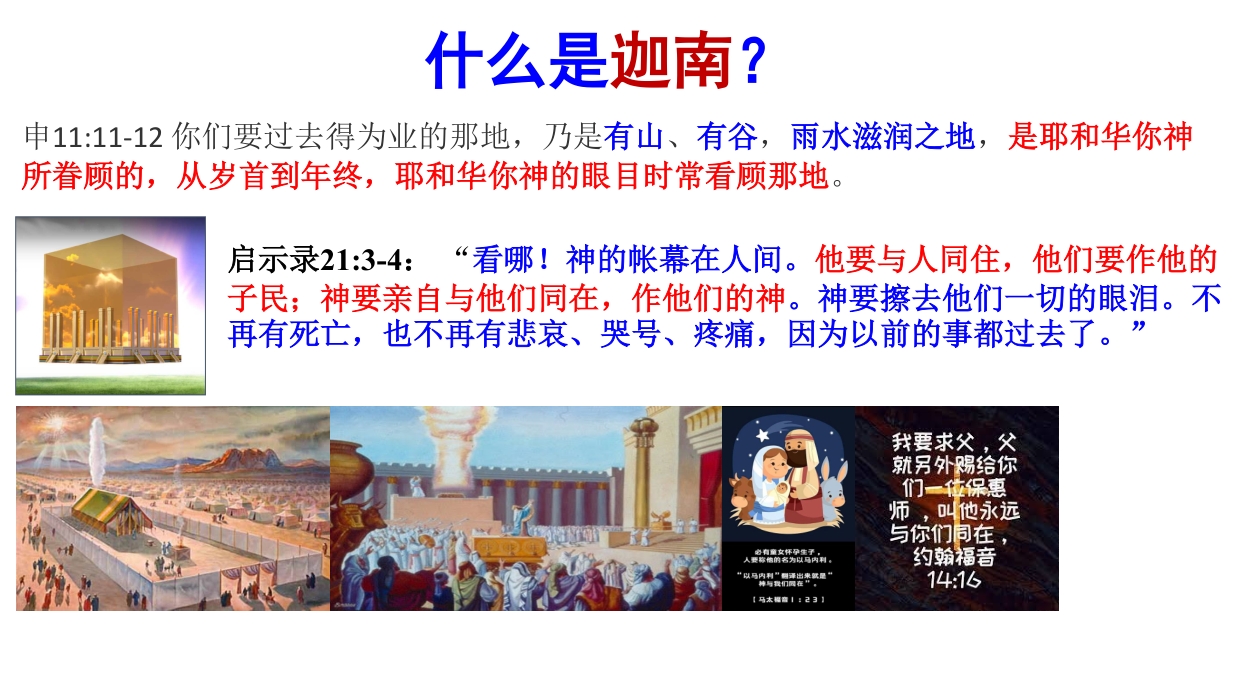 什么是迦南？
申11:11-12 你们要过去得为业的那地，乃是有山、有谷，雨水滋润之地，是耶和华你神
所眷顾的，从岁首到年终，耶和华你神的眼目时常看顾那地。
启示录21:3-4： “看哪！神的帐幕在人间。他要与人同住，他们要作他的
子民；神要亲自与他们同在，作他们的神。神要擦去他们一切的眼泪。不
再有死亡，也不再有悲哀、哭号、疼痛，因为以前的事都过去了。”
必有童女怀孕生子，
人要称他的名为以马内利。
“以马内利”翻译出来就是“
神与我们同在”。
[ 马太福音1：23 ]
我要求父，父
就另外赐给你
们一位保惠
师，叫他永远
与你们同在，
约翰福音
14:16